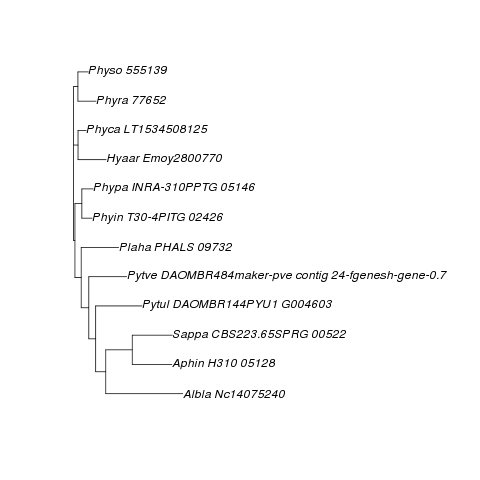 Physo 555139
Phyra 77652
Phyca LT1534508125
Hyaar Emoy2800770
Phypa INRA-310PPTG 05146
Phyin T30-4PITG 02426
Plaha PHALS 09732
Pytve DAOMBR484maker-pve contig 24-fgenesh-gene-0.7
Pytul DAOMBR144PYU1 G004603
Sappa CBS223.65SPRG 00522
Aphin H310 05128
Albla Nc14075240